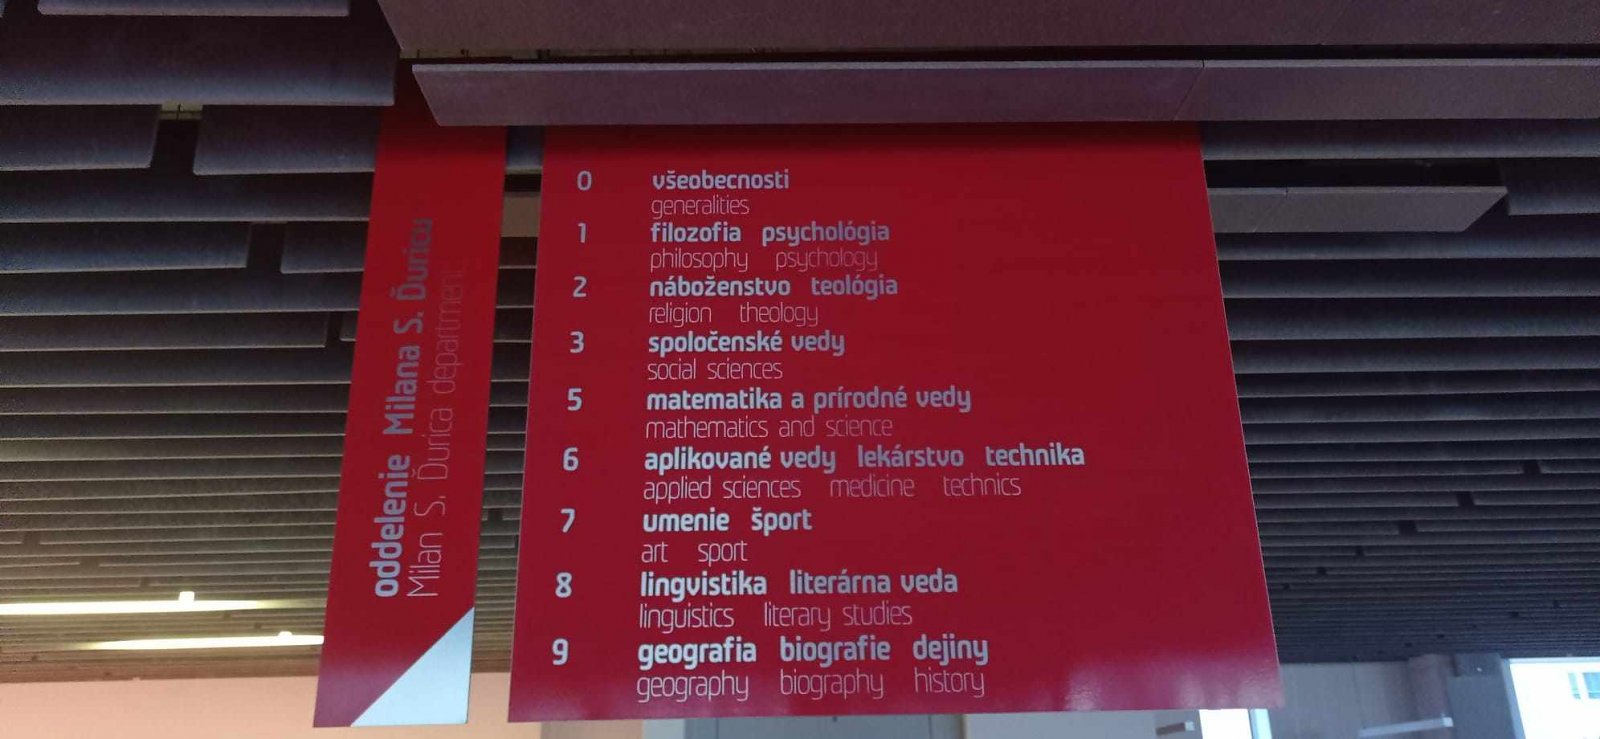 oddelenie Milana S. Ďuricu
Milan S. Ďurica department
0 všeobecnosti
generalities
1 filozofia psychológia
philosophy psychology
2 náboženstvo teológia
religion theology
3 spoločenské vedy
social sciences
5 matematika a prírodné vedy
mathematics and science
6 aplikované vedy lekárstvo technika
applied sciences medicine technics
7 umenie šport
art sport
8 lingvistika literárna veda
linguistics literary studies
9 geografia biografie dejiny
geography biography history